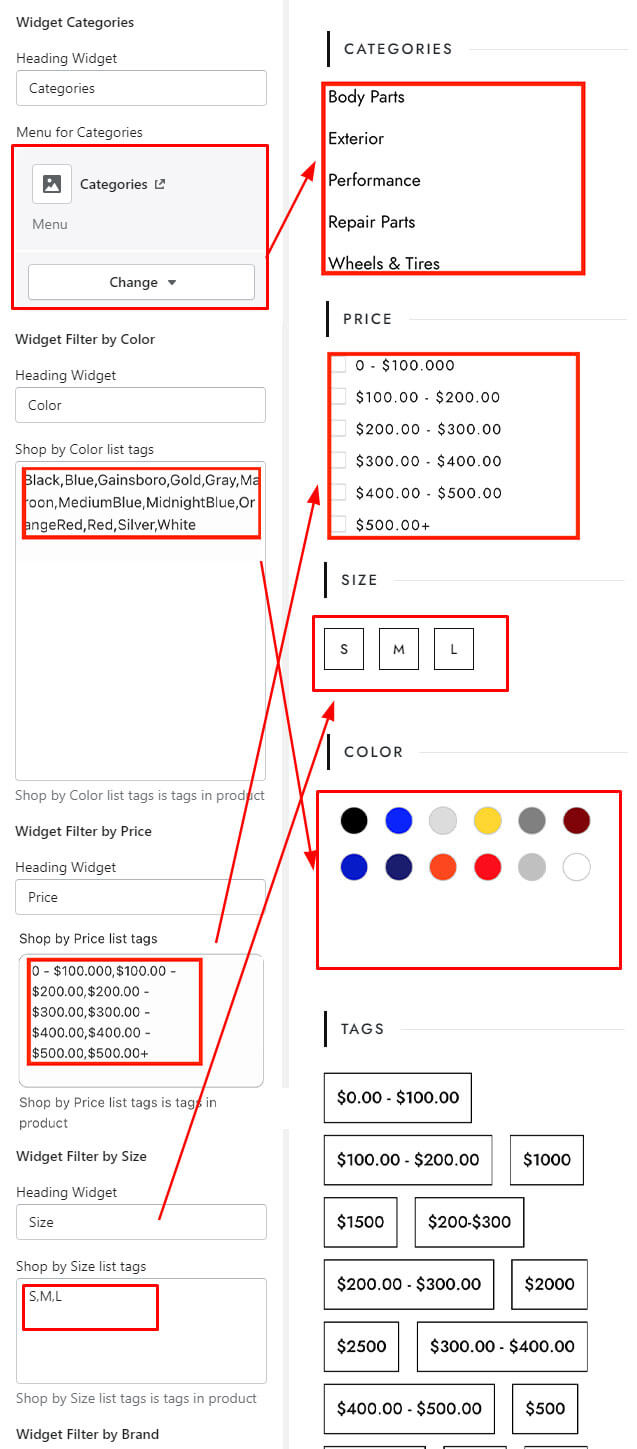 Widget Categories
Heading Widget
Categories
Menu for Categories
Categories
Menu
Change
Widget Filter by Color
Heading Widget
Color
Shop by Color list tags
Black,Blue,Gainsboro,Gold,Gray,Ma
roon,MediumBlue,MidnightBlue,Or
angeRed,Red,Silver,White
Shop by Color list tags is tags in product
Widget Filter by Price
Heading Widget
Price
Shop by Price list tags
0 - $100.000,$100.00 -
$200.00,$200.00 -
$300.00,$300.00 -
$400.00,$400.00 -
$500.00,$500.00+
Shop by Price list tags is tags in
product
Widget Filter by Size
Heading Widget
Size
Shop by Size list tags
S,M,L
Shop by Size list tags is tags in product
Widget Filter by Brand
CATEGORIES
Body Parts
Exterior
Performance
Repair Parts
Wheels & Tires
PRICE
0 - $100.000
$100.00 - $200.00
$200.00 - $300.00
$300.00 - $400.00
$400.00 - $500.00
$500.00+
SIZE
S M L
COLOR
TAGS
$0.00 - $100.00
$100.00 - $200.00 $1000
$1500 $200-$300
$200.00 - $300.00 $2000
$2500 $300.00 - $400.00
$400.00 - $500.00 $500